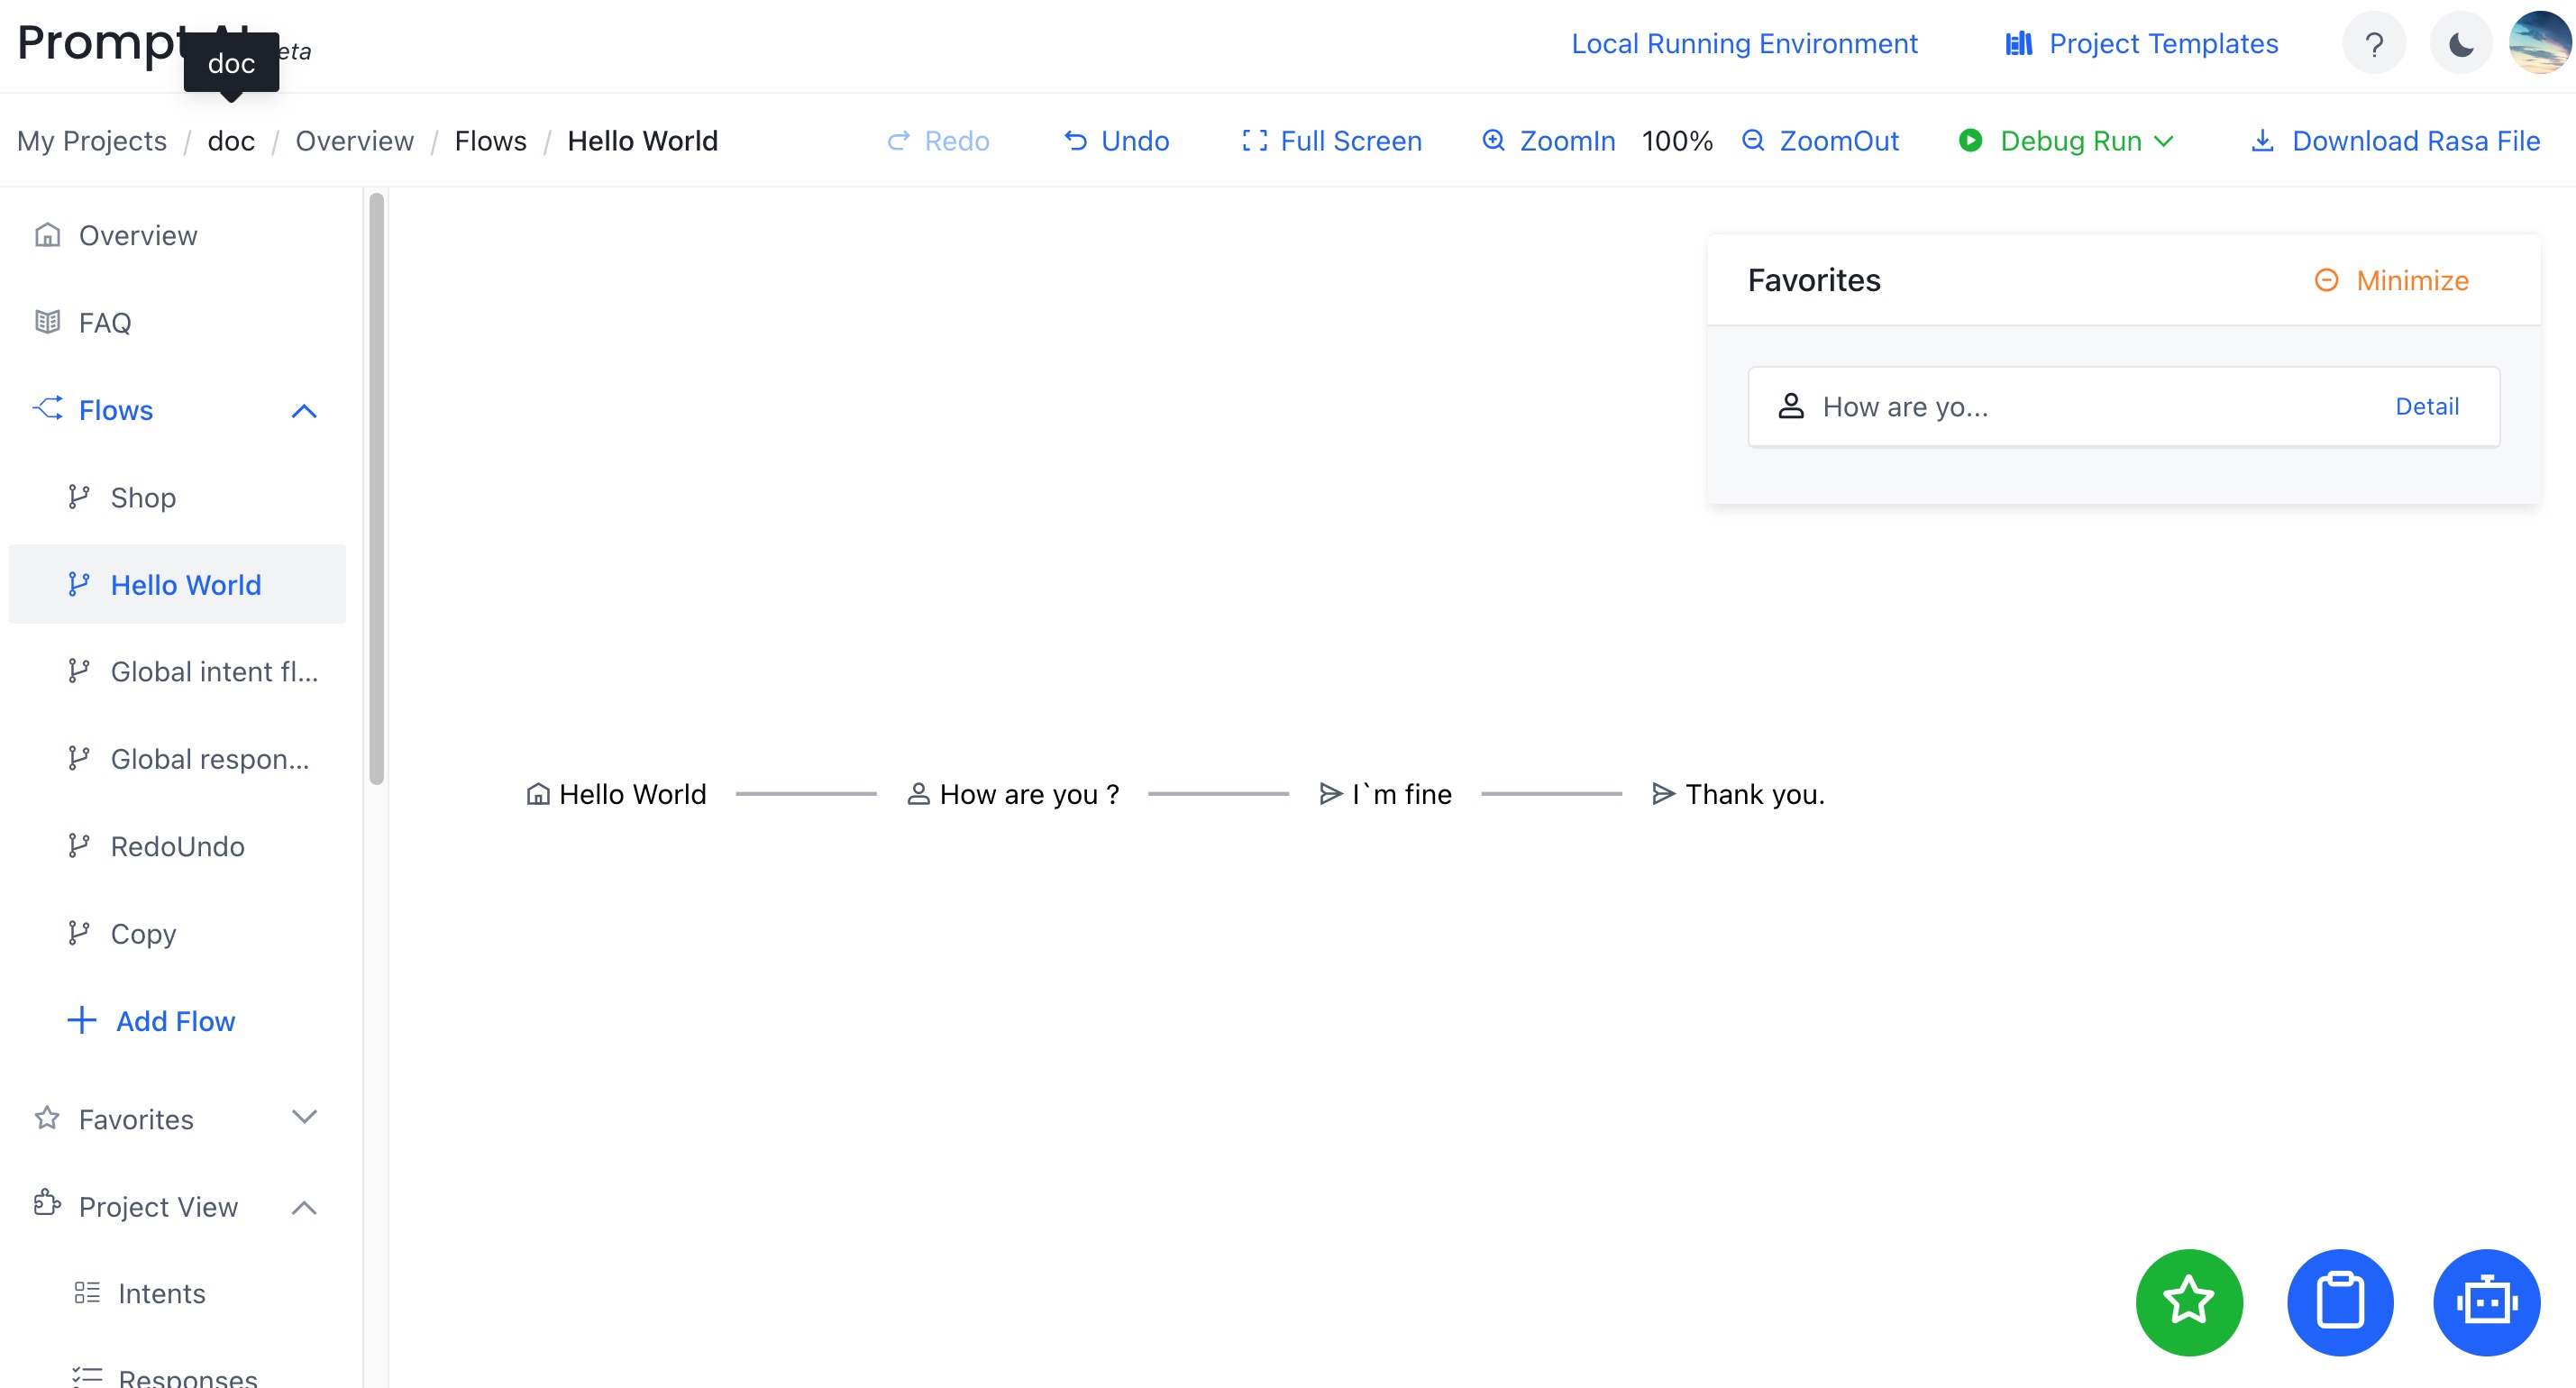 Prompt AI eta
doc
Local Running Environment
Project Templates
?
My Projects / doc / Overview / Flows / Hello World
Redo
Undo
Full Screen
ZoomIn
100%
ZoomOut
Debug Run
Download Rasa File
Overview
FAQ
Flows
Shop
Hello World
Global intent fl...
Global respon...
RedoUndo
Copy
Add Flow
Favorites
Project View
Intents
Responses
Favorites
Minimize
How are yo...
Detail
Hello World
How are you ?
I`m fine
Thank you.